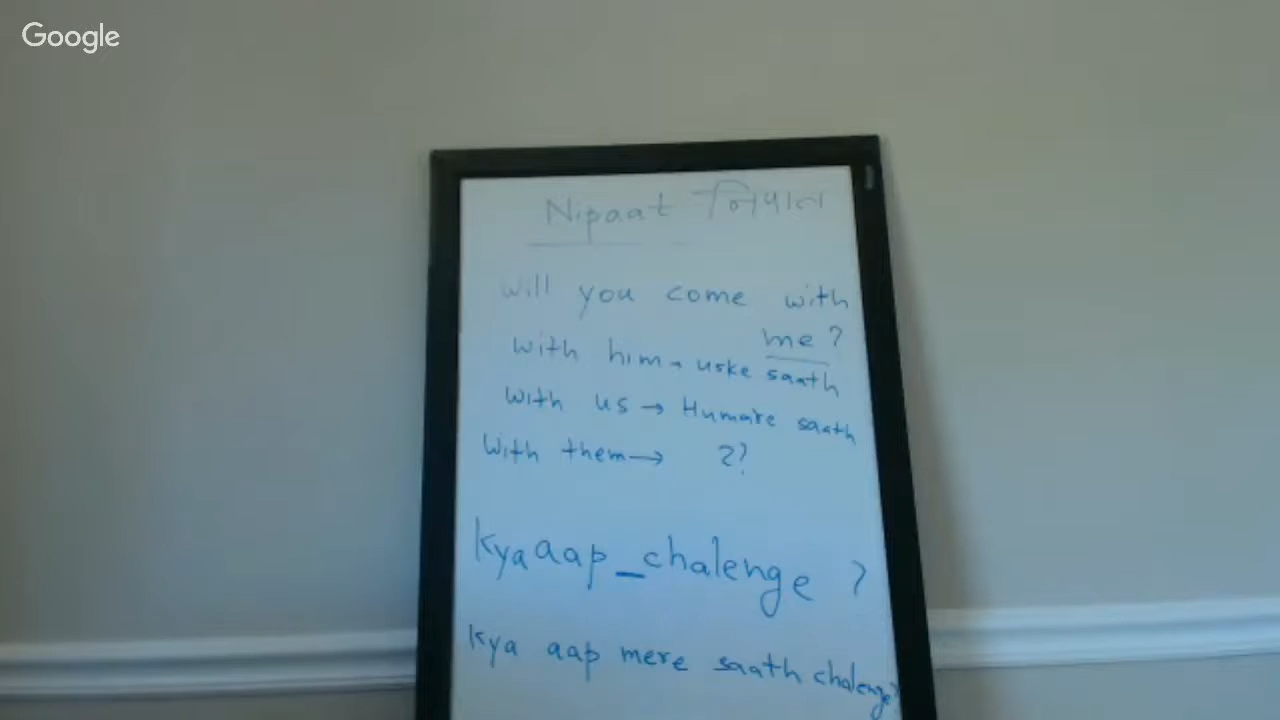 Google
Nipaat निपात
will you come with
me?
with him → uske saath
with us → Humare saath
With them → ??
Kya aap _ chalenge ?
kya aap mere saath chalenge?